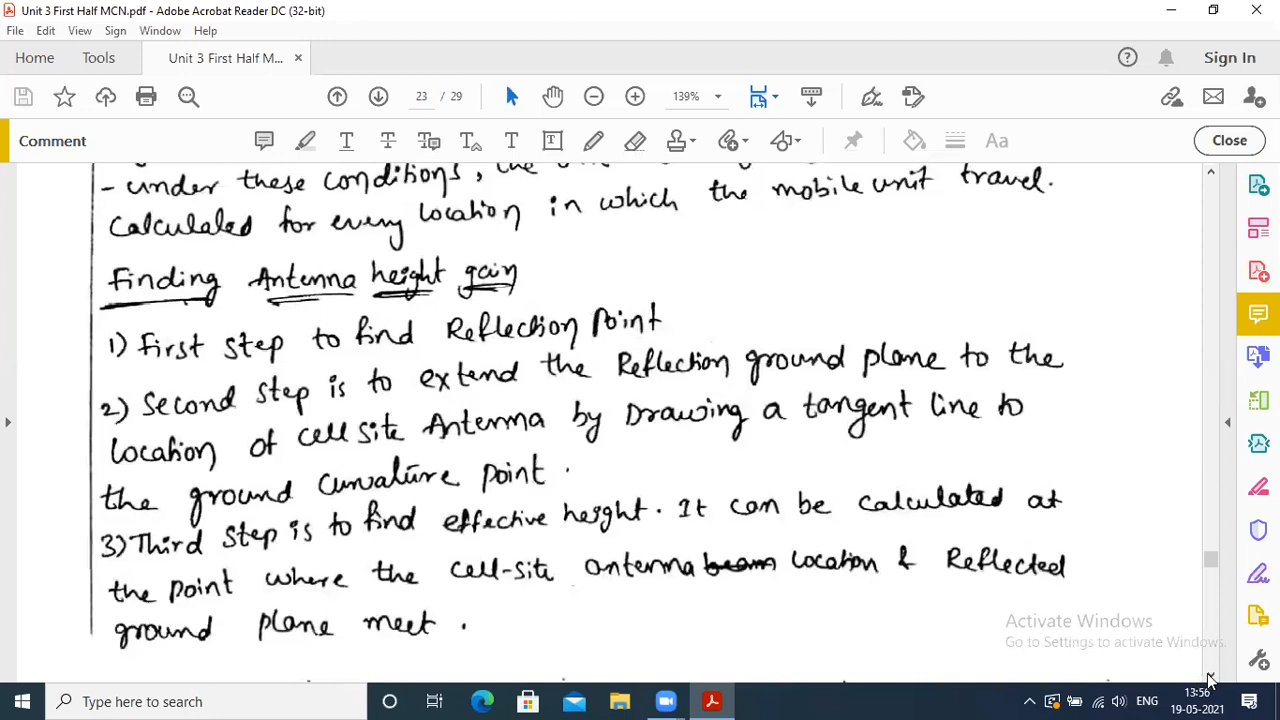 Unit 3 First Half MCN.pdf - Adobe Acrobat Reader DC (32-bit)
File Edit View Sign Window Help
Home Tools Unit 3 First Half M... × Sign In
23 / 29 139%
Comment Close
- under these conditions, the
Calculated for every location in which the mobile unit travel.
Finding Antenna height gain
1) First step to find Reflection Point
2) Second step is to extend the Reflection ground plane to the
location of cell site Antenna by Drawing a tangent line to
the ground curvature point.
3) Third step is to find effective height. It can be calculated at
the point where the cell-site antenna beam location & Reflected
ground plane meet.
Activate Windows
Go to Settings to activate Windows.
Type here to search
ENG
13:56
19-05-2021